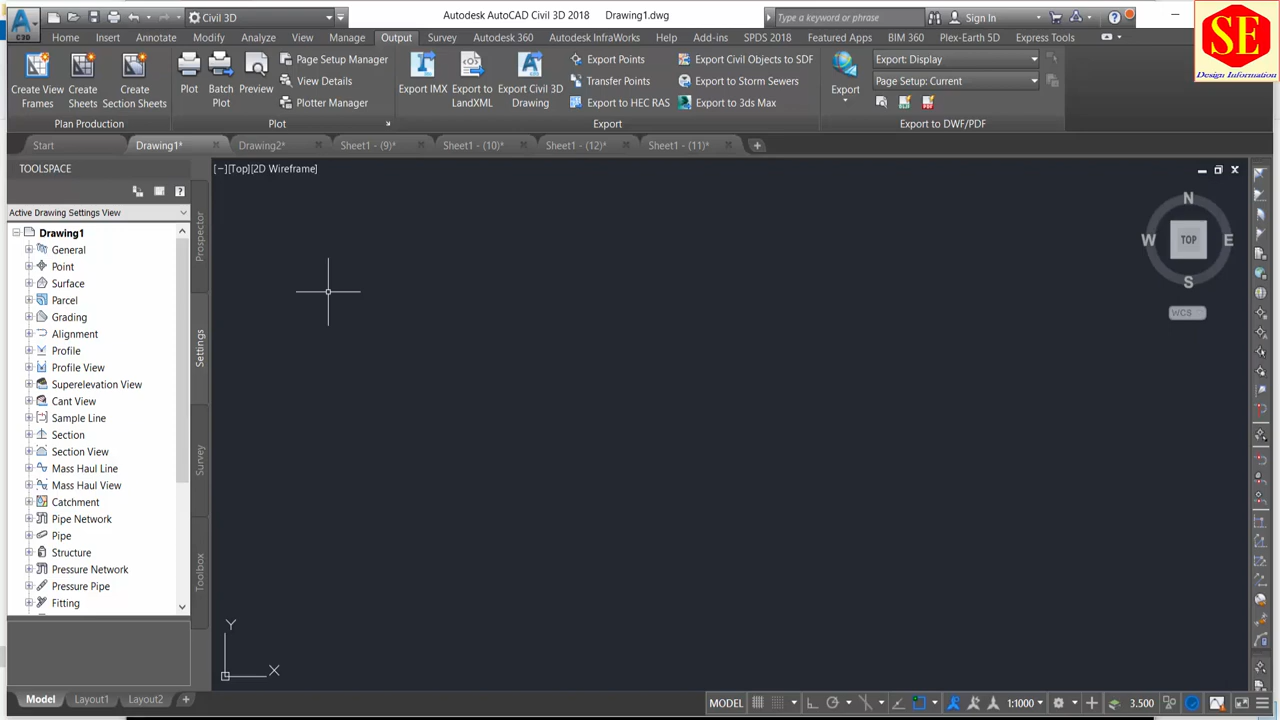 Civil 3D
Autodesk AutoCAD Civil 3D 2018 Drawing1.dwg
Type a keyword or phrase
Sign In
SE
Design Information
C3D
Home Insert Annotate Modify Analyze View Manage Output Survey Autodesk 360 Autodesk InfraWorks Help Add-ins SPDS 2018 Featured Apps BIM 360 Plex-Earth 5D Express Tools
Create View Frames
Create Sheets
Create Section Sheets
Plan Production
Plot
Batch Plot
Preview
Page Setup Manager
View Details
Plotter Manager
Plot
Export IMX
Export to LandXML
Export Civil 3D Drawing
Export Points
Transfer Points
Export to HEC RAS
Export Civil Objects to SDF
Export to Storm Sewers
Export to 3ds Max
Export
Export
Export: Display
Page Setup: Current
Export to DWF/PDF
Start Drawing1* Drawing2* Sheet1 - (9)* Sheet1 - (10)* Sheet1 - (12)* Sheet1 - (11)*
TOOLSPACE
[−][Top][2D Wireframe]
Active Drawing Settings View
Drawing1
General
Point
Surface
Parcel
Grading
Alignment
Profile
Profile View
Superelevation View
Cant View
Sample Line
Section
Section View
Mass Haul Line
Mass Haul View
Catchment
Pipe Network
Pipe
Structure
Pressure Network
Pressure Pipe
Fitting
Prospector
Settings
Survey
Toolbox
N
W TOP E
S
WCS
Y
X
Model Layout1 Layout2
MODEL
1:1000
3.500